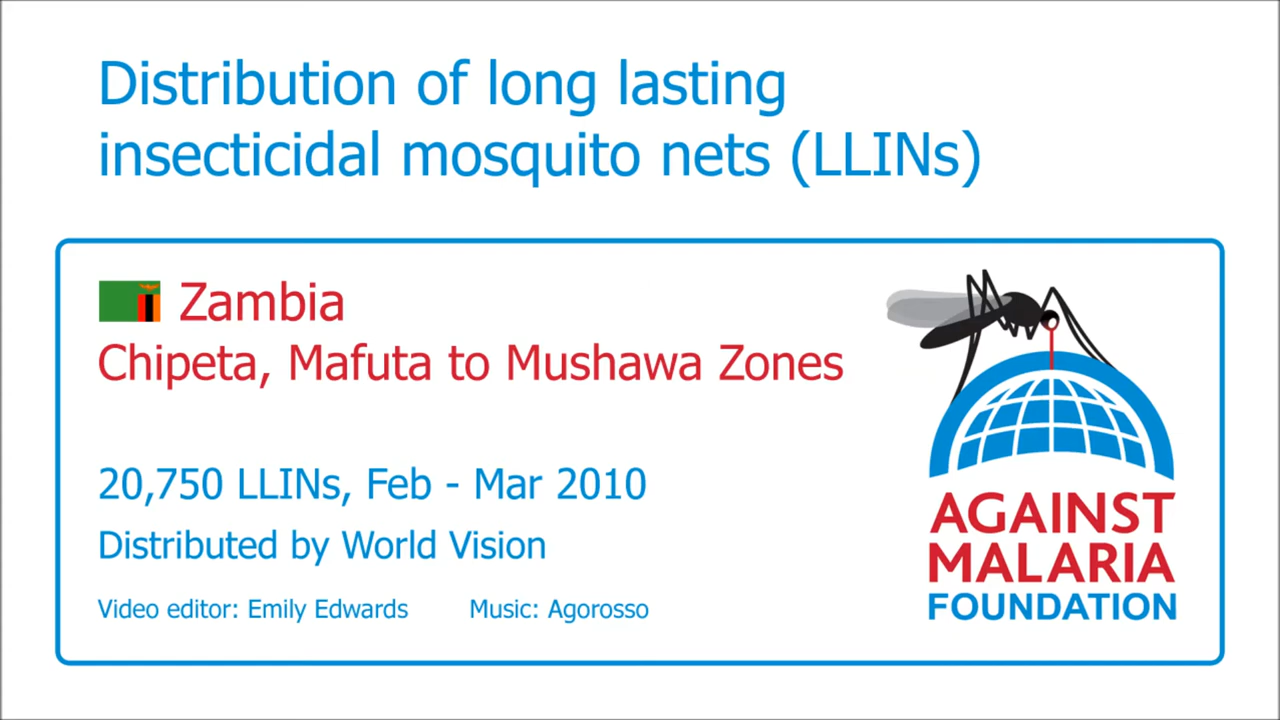 Distribution of long lasting
insecticidal mosquito nets (LLINs)
Zambia
Chipeta, Mafuta to Mushawa Zones
20,750 LLINs, Feb - Mar 2010
Distributed by World Vision
Video editor: Emily Edwards Music: Agorosso
AGAINST
MALARIA
FOUNDATION